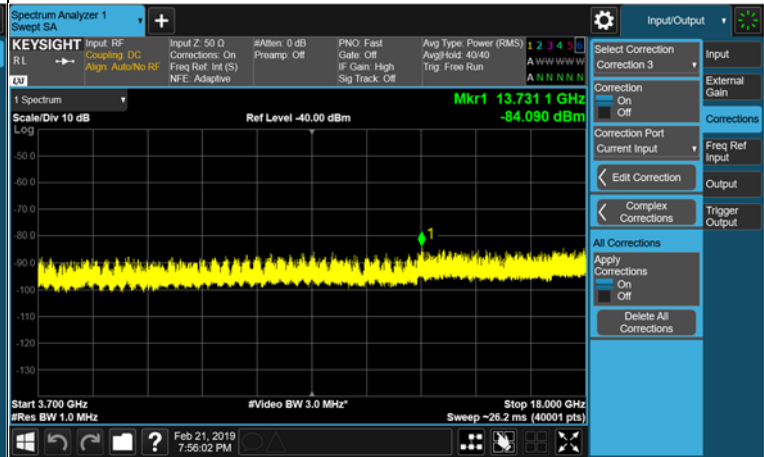 Spectrum Analyzer 1
Swept SA
+
Input/Output
KEYSIGHT
RL
LXI
Input: RF
Coupling: DC
Align: Auto/No RF
Input Z: 50 Ω
Corrections: On
Freq Ref: Int (S)
NFE: Adaptive
#Atten: 0 dB
Preamp: Off
PNO: Fast
Gate: Off
IF Gain: High
Sig Track: Off
Avg Type: Power (RMS)
Avg|Hold: 40/40
Trig: Free Run
1 2 3 4 5 6
A W W W W W
A N N N N N
1 Spectrum
Scale/Div 10 dB
Ref Level -40.00 dBm
Mkr1 13.731 1 GHz
-84.090 dBm
Log
-50.0
-60.0
-70.0
-80.0
-90.0
-100
-110
-120
-130
1
Start 3.700 GHz
#Res BW 1.0 MHz
#Video BW 3.0 MHz*
Stop 18.000 GHz
Sweep ~26.2 ms (40001 pts)
?
Feb 21, 2019
7:56:02 PM
Select Correction
Correction 3
Correction
On
Off
Correction Port
Current Input
Edit Correction
Complex
Corrections
All Corrections
Apply
Corrections
On
Off
Delete All
Corrections
Input
External
Gain
Corrections
Freq Ref
Input
Output
Trigger
Output